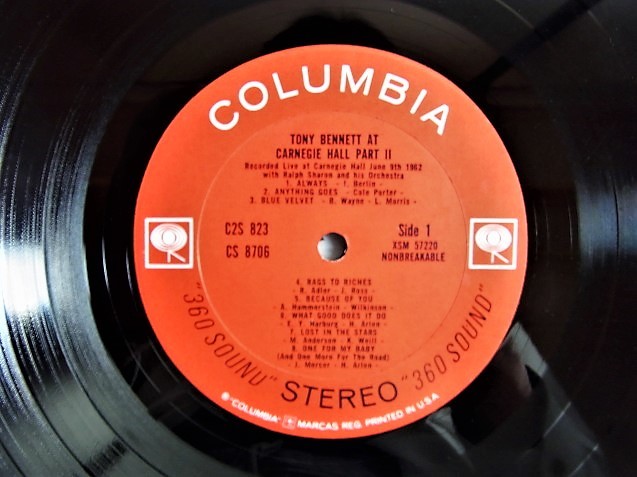 COLUMBIA
TONY BENNETT AT
CARNEGIE HALL PART II
Recorded Live at Carnegie Hall June 9th 1962
with Ralph Sharon and his Orchestra
1. ALWAYS - I. Berlin -
2. ANYTHING GOES - Cole Porter -
3. BLUE VELVET - B. Wayne - L. Morris -
C2S 823
CS 8706
Side 1
XSM 57220
NONBREAKABLE
4. RAGS TO RICHES
- R. Adler - J. Ross -
5. BECAUSE OF YOU
- A. Hammerstein - Wilkinson -
6. WHAT GOOD DOES IT DO
- E. Y. Harburg - H. Arlen -
7. LOST IN THE STARS
- M. Anderson - K. Weill -
8. ONE FOR MY BABY
(And One More For The Road)
- J. Mercer - H. Arlen -
"360 SOUND" STEREO "360 SOUND"
® "COLUMBIA" MARCAS REG. PRINTED IN U.S.A.